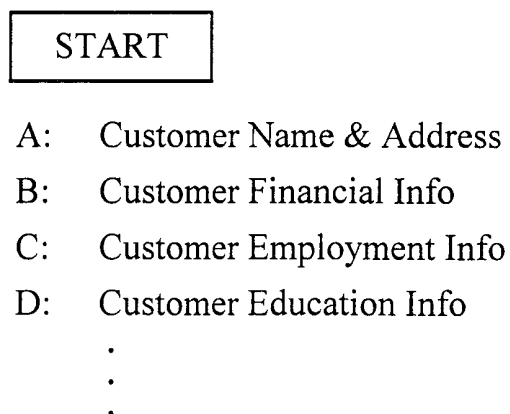 START
A: Customer Name & Address
B: Customer Financial Info
C: Customer Employment Info
D: Customer Education Info
.
.
.